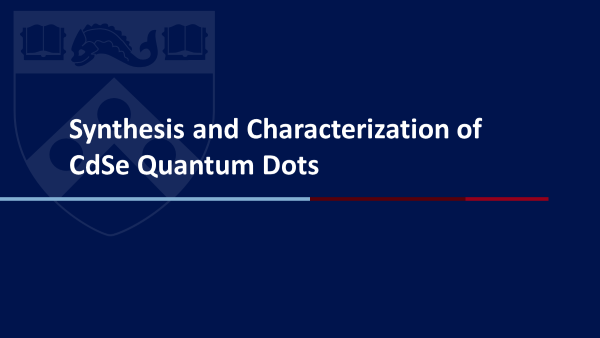 Synthesis and Characterization of
CdSe Quantum Dots